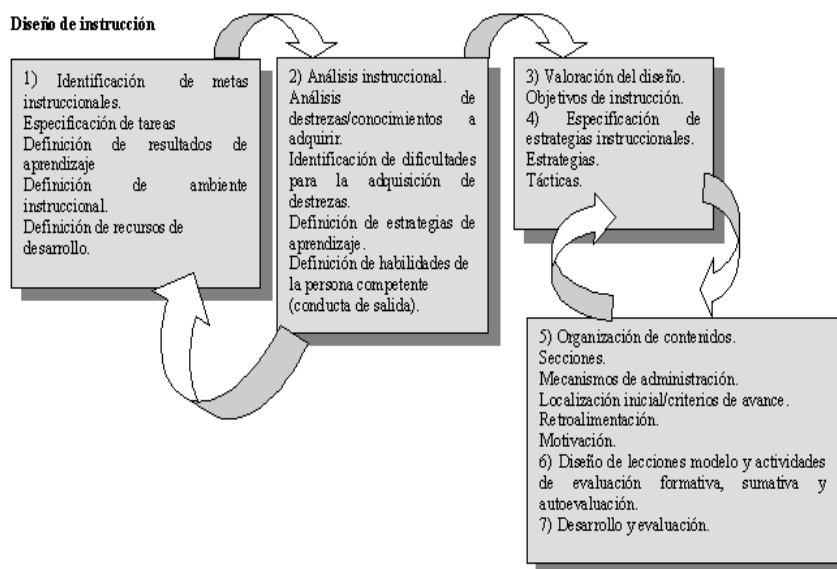 Diseño de instrucción
1) Identificación de metas
instruccionales.
Especificación de tareas
Definición de resultados de
aprendizaje
Definición de ambiente
instruccional.
Definición de recursos de
desarrollo.
2) Análisis instruccional.
Análisis de
destrezas/conocimientos a
adquirir.
Identificación de dificultades
para la adquisición de
destrezas.
Definición de estrategias de
aprendizaje.
Definición de habilidades de
la persona competente
(conducta de salida).
3) Valoración del diseño.
Objetivos de instrucción.
4) Especificación de
estrategias instruccionales.
Estrategias.
Tácticas.
5) Organización de contenidos.
Secciones.
Mecanismos de administración.
Localización inicial/criterios de avance.
Retroalimentación.
Motivación.
6) Diseño de lecciones modelo y actividades
de evaluación formativa, sumativa y
autoevaluación.
7) Desarrollo y evaluación.